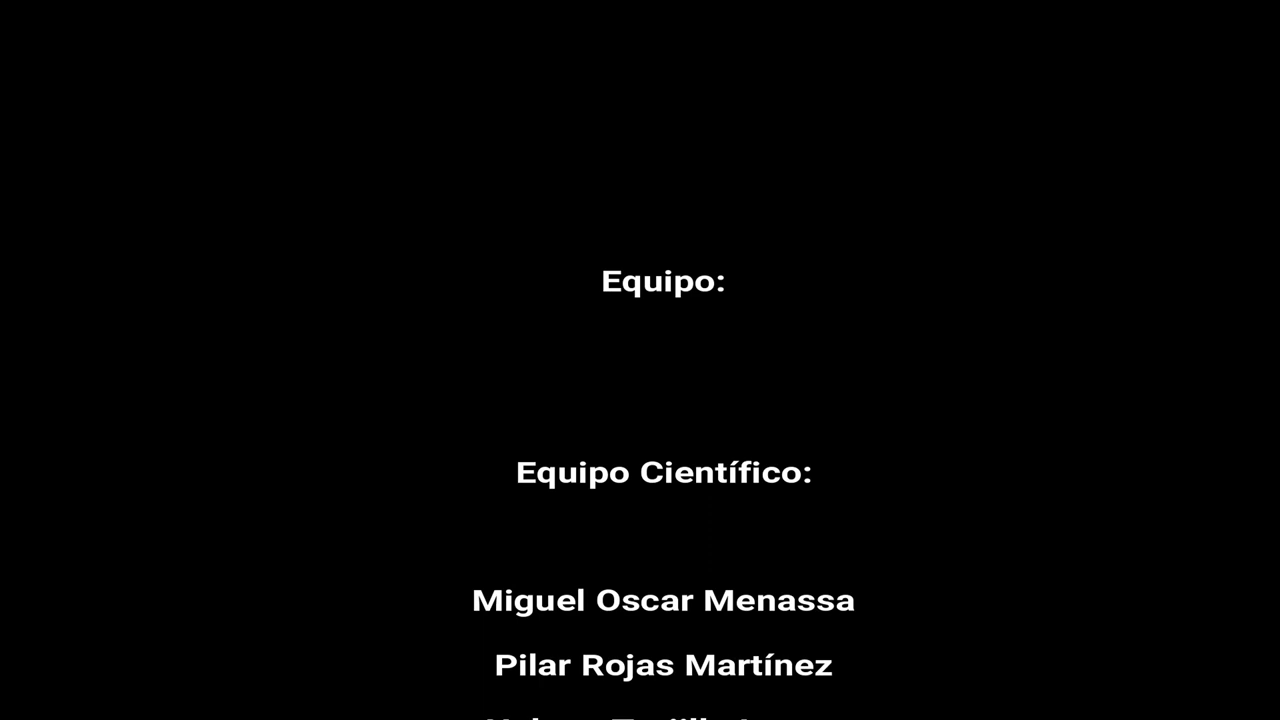 Equipo:
Equipo Científico:
Miguel Oscar Menassa
Pilar Rojas Martínez